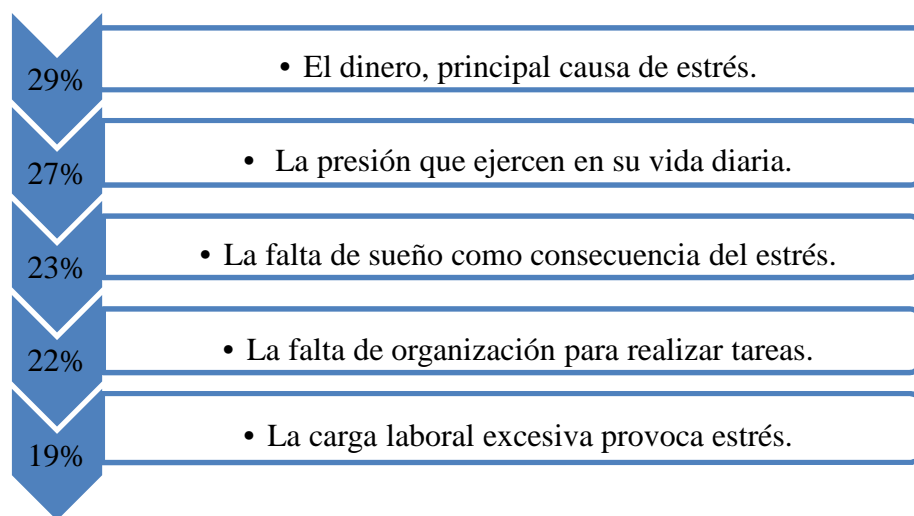 29%
• El dinero, principal causa de estrés.
27%
• La presión que ejercen en su vida diaria.
23%
• La falta de sueño como consecuencia del estrés.
22%
• La falta de organización para realizar tareas.
19%
• La carga laboral excesiva provoca estrés.